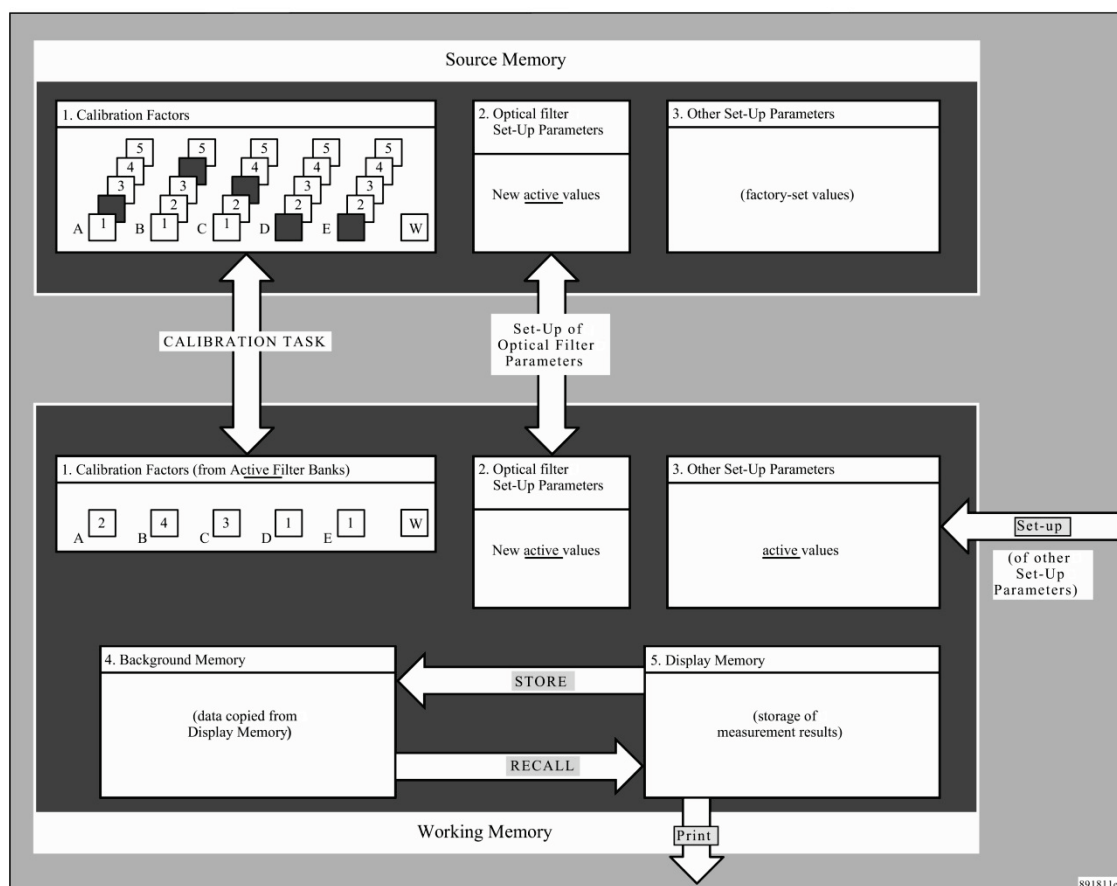 Source Memory
1. Calibration Factors
5 5 5 5 5
4 4 4 4
3 3 3 3
2 2 2 2
A 1 B 1 C 1 D E W
2. Optical filter
Set-Up Parameters
New active values
3. Other Set-Up Parameters
(factory-set values)
CALIBRATION TASK
Set-Up of
Optical Filter
Parameters
1. Calibration Factors (from Active Filter Banks)
A 2 B 4 C 3 D 1 E 1 W
2. Optical filter
Set-Up Parameters
New active values
3. Other Set-Up Parameters
active values
Set-up
(of other
Set-Up
Parameters)
4. Background Memory
(data copied from
Display Memory)
STORE
RECALL
5. Display Memory
(storage of
measurement results)
Print
Working Memory